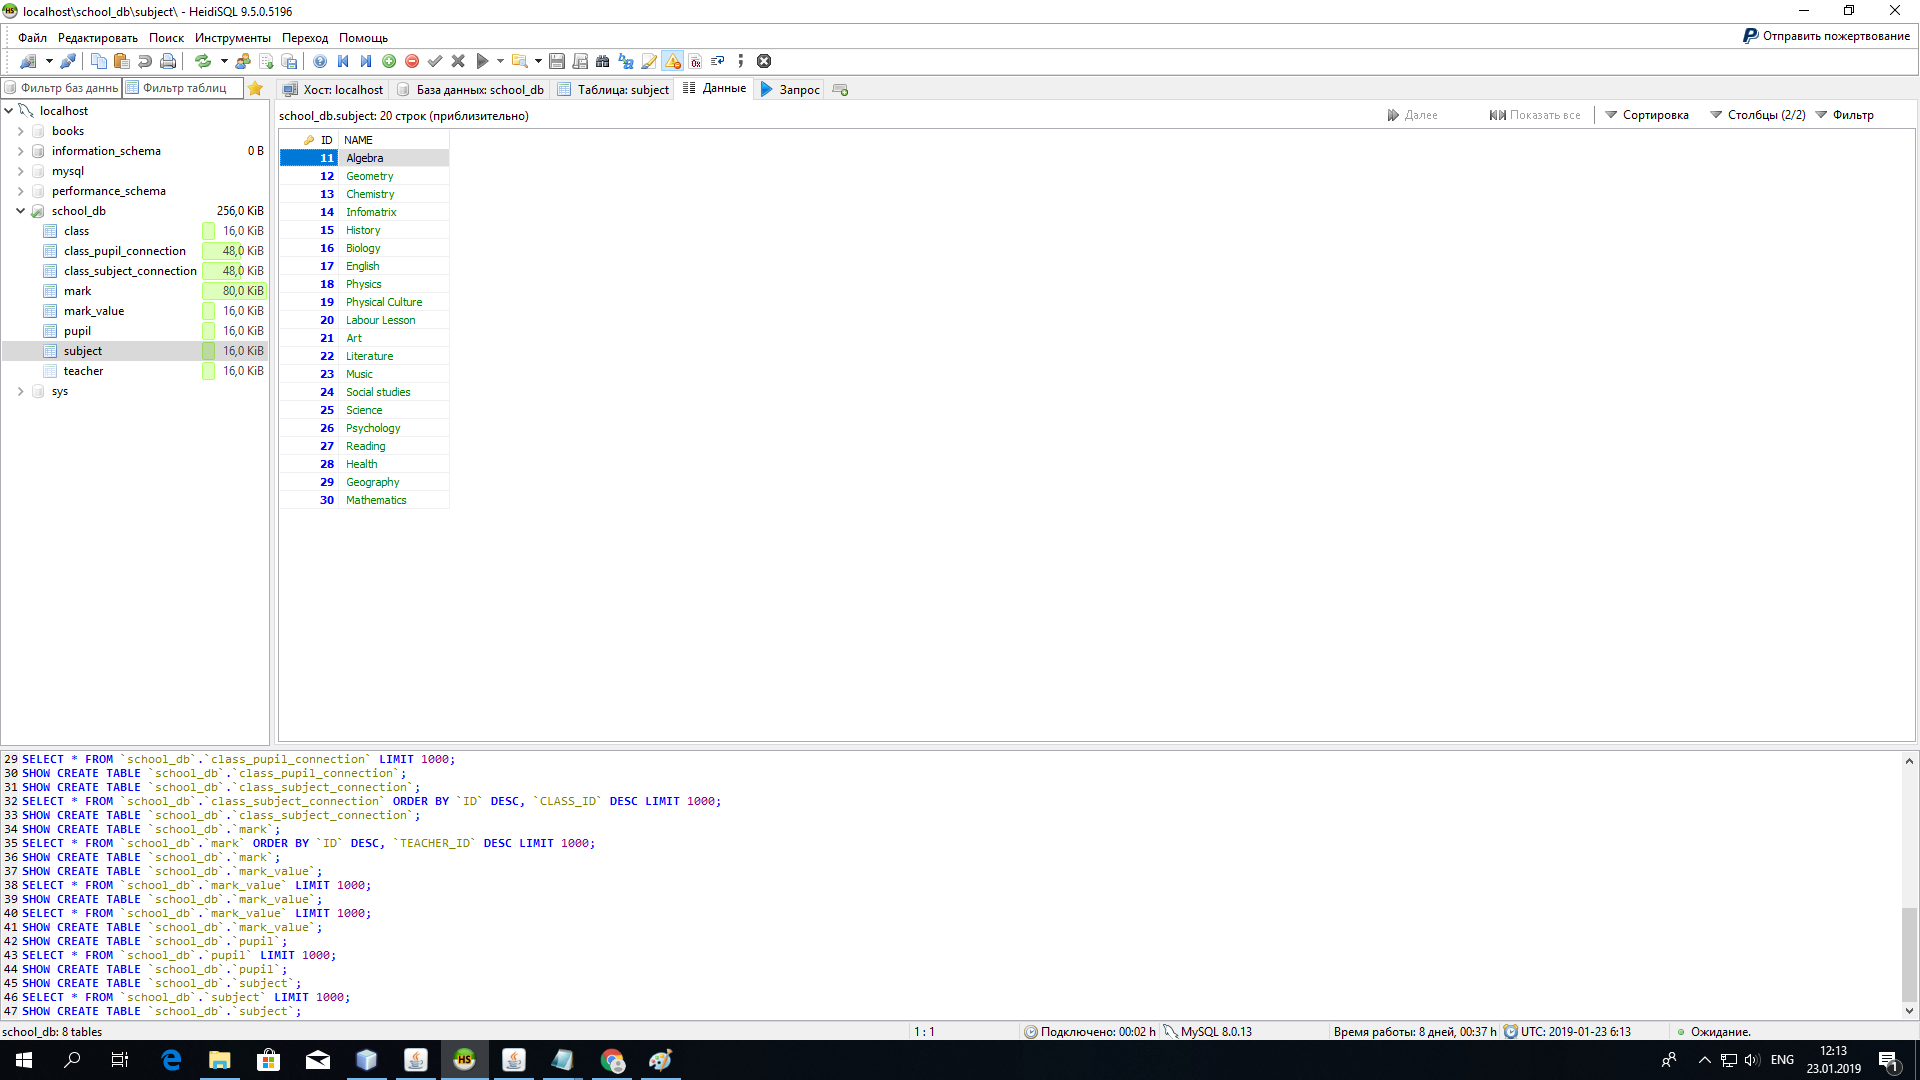 localhost\school_db\subject\ - HeidiSQL 9.5.0.5196
Файл Редактировать Поиск Инструменты Переход Помощь
Отправить пожертвование
Фильтр баз даннь Фильтр таблиц
Хост: localhost База данных: school_db Таблица: subject Данные Запрос
school_db.subject: 20 строк (приблизительно)
Далее Показать все Сортировка Столбцы (2/2) Фильтр
localhost
books
information_schema 0 B
mysql
performance_schema
school_db 256,0 KiB
class 16,0 KiB
class_pupil_connection 48,0 KiB
class_subject_connection 48,0 KiB
mark 80,0 KiB
mark_value 16,0 KiB
pupil 16,0 KiB
subject 16,0 KiB
teacher 16,0 KiB
sys
ID NAME
11 Algebra
12 Geometry
13 Chemistry
14 Infomatrix
15 History
16 Biology
17 English
18 Physics
19 Physical Culture
20 Labour Lesson
21 Art
22 Literature
23 Music
24 Social studies
25 Science
26 Psychology
27 Reading
28 Health
29 Geography
30 Mathematics
29 SELECT * FROM `school_db`.`class_pupil_connection` LIMIT 1000;
30 SHOW CREATE TABLE `school_db`.`class_pupil_connection`;
31 SHOW CREATE TABLE `school_db`.`class_subject_connection`;
32 SELECT * FROM `school_db`.`class_subject_connection` ORDER BY `ID` DESC, `CLASS_ID` DESC LIMIT 1000;
33 SHOW CREATE TABLE `school_db`.`class_subject_connection`;
34 SHOW CREATE TABLE `school_db`.`mark`;
35 SELECT * FROM `school_db`.`mark` ORDER BY `ID` DESC, `TEACHER_ID` DESC LIMIT 1000;
36 SHOW CREATE TABLE `school_db`.`mark`;
37 SHOW CREATE TABLE `school_db`.`mark_value`;
38 SELECT * FROM `school_db`.`mark_value` LIMIT 1000;
39 SHOW CREATE TABLE `school_db`.`mark_value`;
40 SELECT * FROM `school_db`.`mark_value` LIMIT 1000;
41 SHOW CREATE TABLE `school_db`.`mark_value`;
42 SHOW CREATE TABLE `school_db`.`pupil`;
43 SELECT * FROM `school_db`.`pupil` LIMIT 1000;
44 SHOW CREATE TABLE `school_db`.`pupil`;
45 SHOW CREATE TABLE `school_db`.`subject`;
46 SELECT * FROM `school_db`.`subject` LIMIT 1000;
47 SHOW CREATE TABLE `school_db`.`subject`;
school_db: 8 tables 1 : 1 Подключено: 00:02 h MySQL 8.0.13 Время работы: 8 дней, 00:37 h UTC: 2019-01-23 6:13 Ожидание.
HS
ENG
12:13
23.01.2019
1